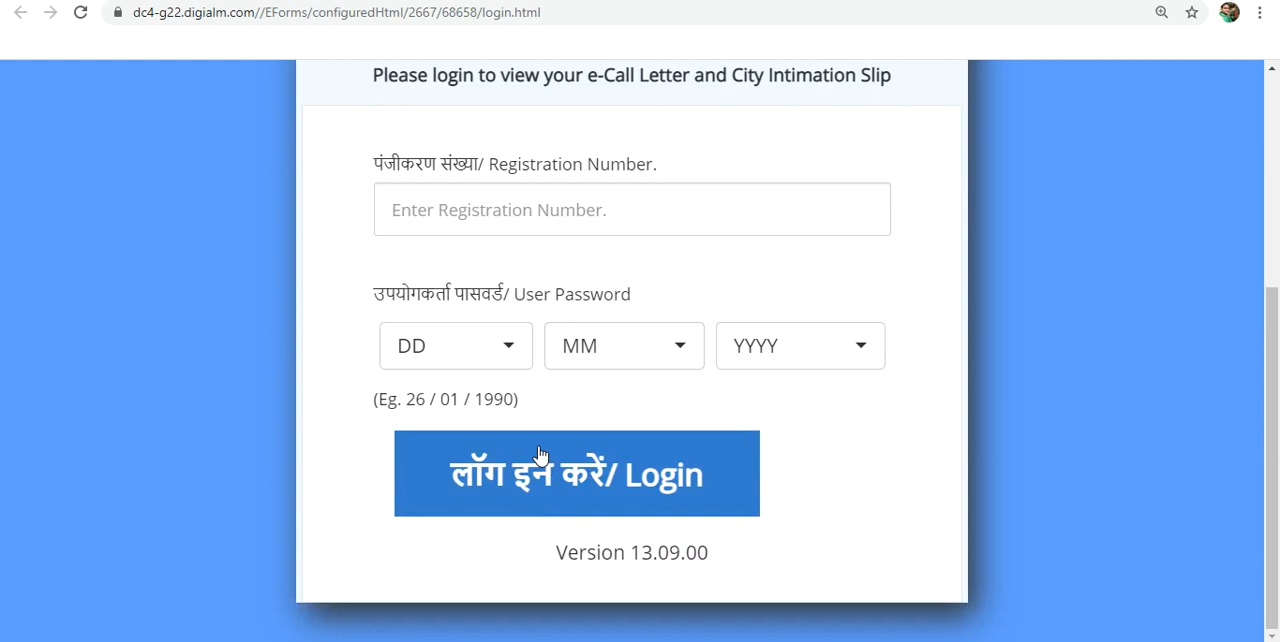 dc4-g22.digialm.com//EForms/configuredHtml/2667/68658/login.html
Please login to view your e-Call Letter and City Intimation Slip
पंजीकरण संख्या/ Registration Number.
Enter Registration Number.
उपयोगकर्ता पासवर्ड/ User Password
DD MM YYYY
(Eg. 26 / 01 / 1990)
लॉग इन करें/ Login
Version 13.09.00